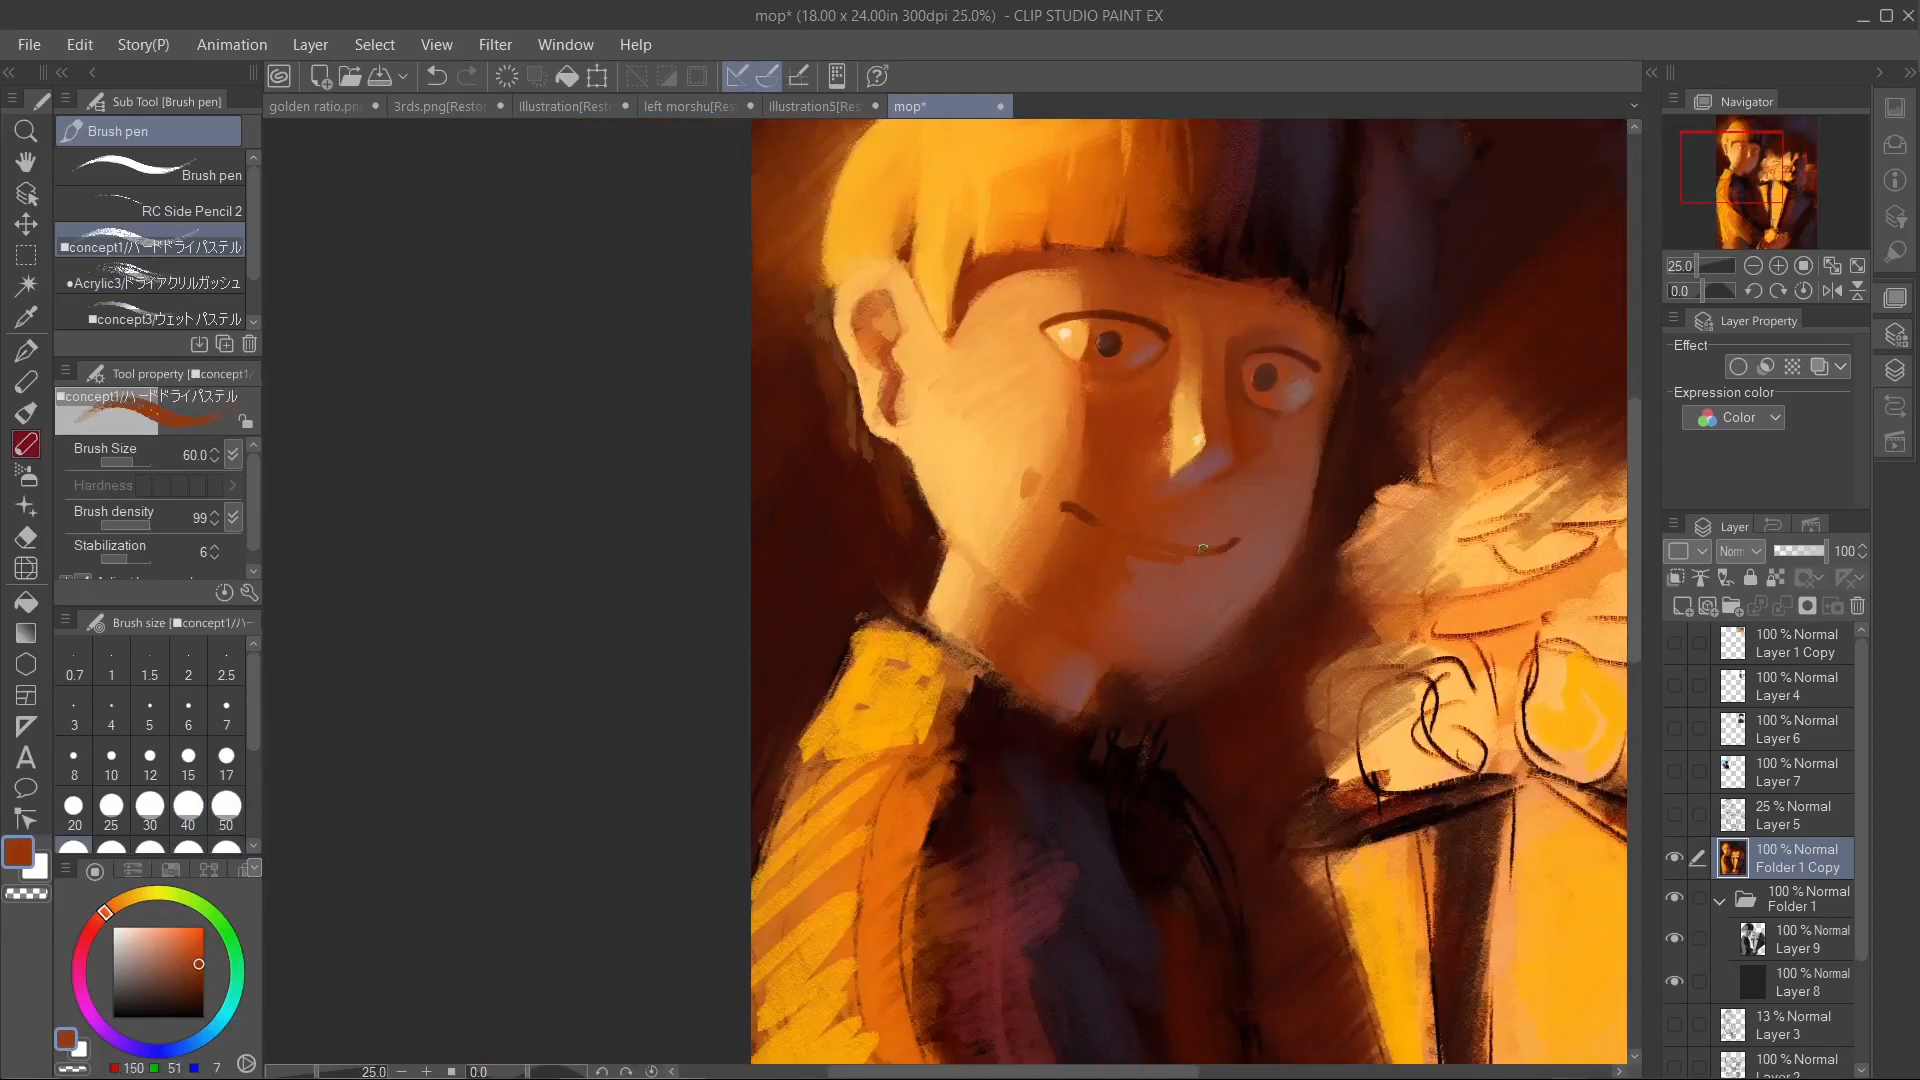 mop* (18.00 x 24.00in 300dpi 25.0%)  - CLIP STUDIO PAINT EX
File Edit Story(P) Animation Layer Select View Filter Window Help
Sub Tool [Brush pen]
golden ratio.pn
3rds.png[Restor
Illustration[Rest
left morshu[Rest
Illustration5[Res
mop*
Navigator
Brush pen
Brush pen
RC Side Pencil 2
■concept1/ハードドライパステル
●Acrylic3/ドライアクリルガッシュ
■concept3/ウェットパステル
Tool property [■concept1/
■concept1/ハードドライパステル
Brush Size 60.0
Hardness
Brush density 99
Stabilization 6
Brush size [■concept1/ハー
0.7 1 1.5 2 2.5
3 4 5 6 7
8 10 12 15 17
20 25 30 40 50
150 51 7
25.0 0.0
25.0
0.0
Layer Property
Effect
Expression color
Color
Layer
Norm 100
100 % Normal
Layer 1 Copy
100 % Normal
Layer 4
100 % Normal
Layer 6
100 % Normal
Layer 7
25 % Normal
Layer 5
100 % Normal
Folder 1 Copy
100 % Normal
Folder 1
100 % Normal
Layer 9
100 % Normal
Layer 8
13 % Normal
Layer 3
100 % Normal
Layer 2